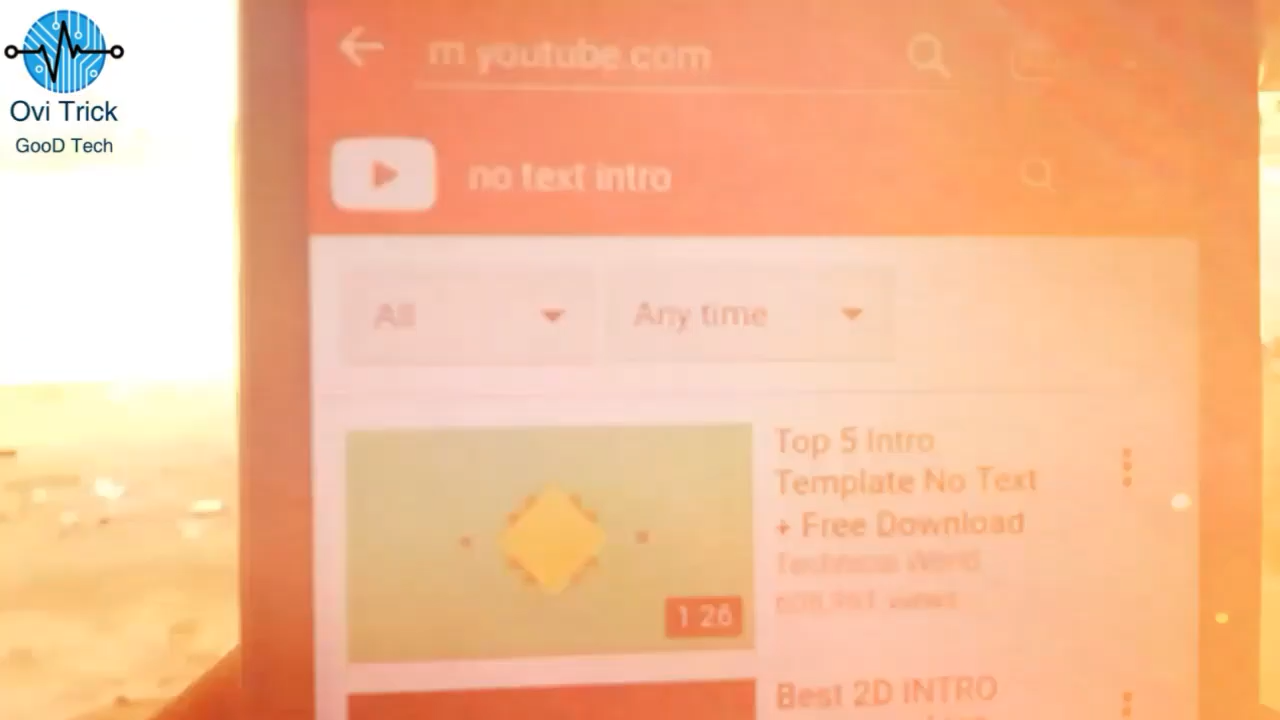 Ovi Trick
GooD Tech
m youtube.com
no text intro
All
Any time
Top 5 Intro
Template No Text
+ Free Download
1 26
views
Best 2D INTRO